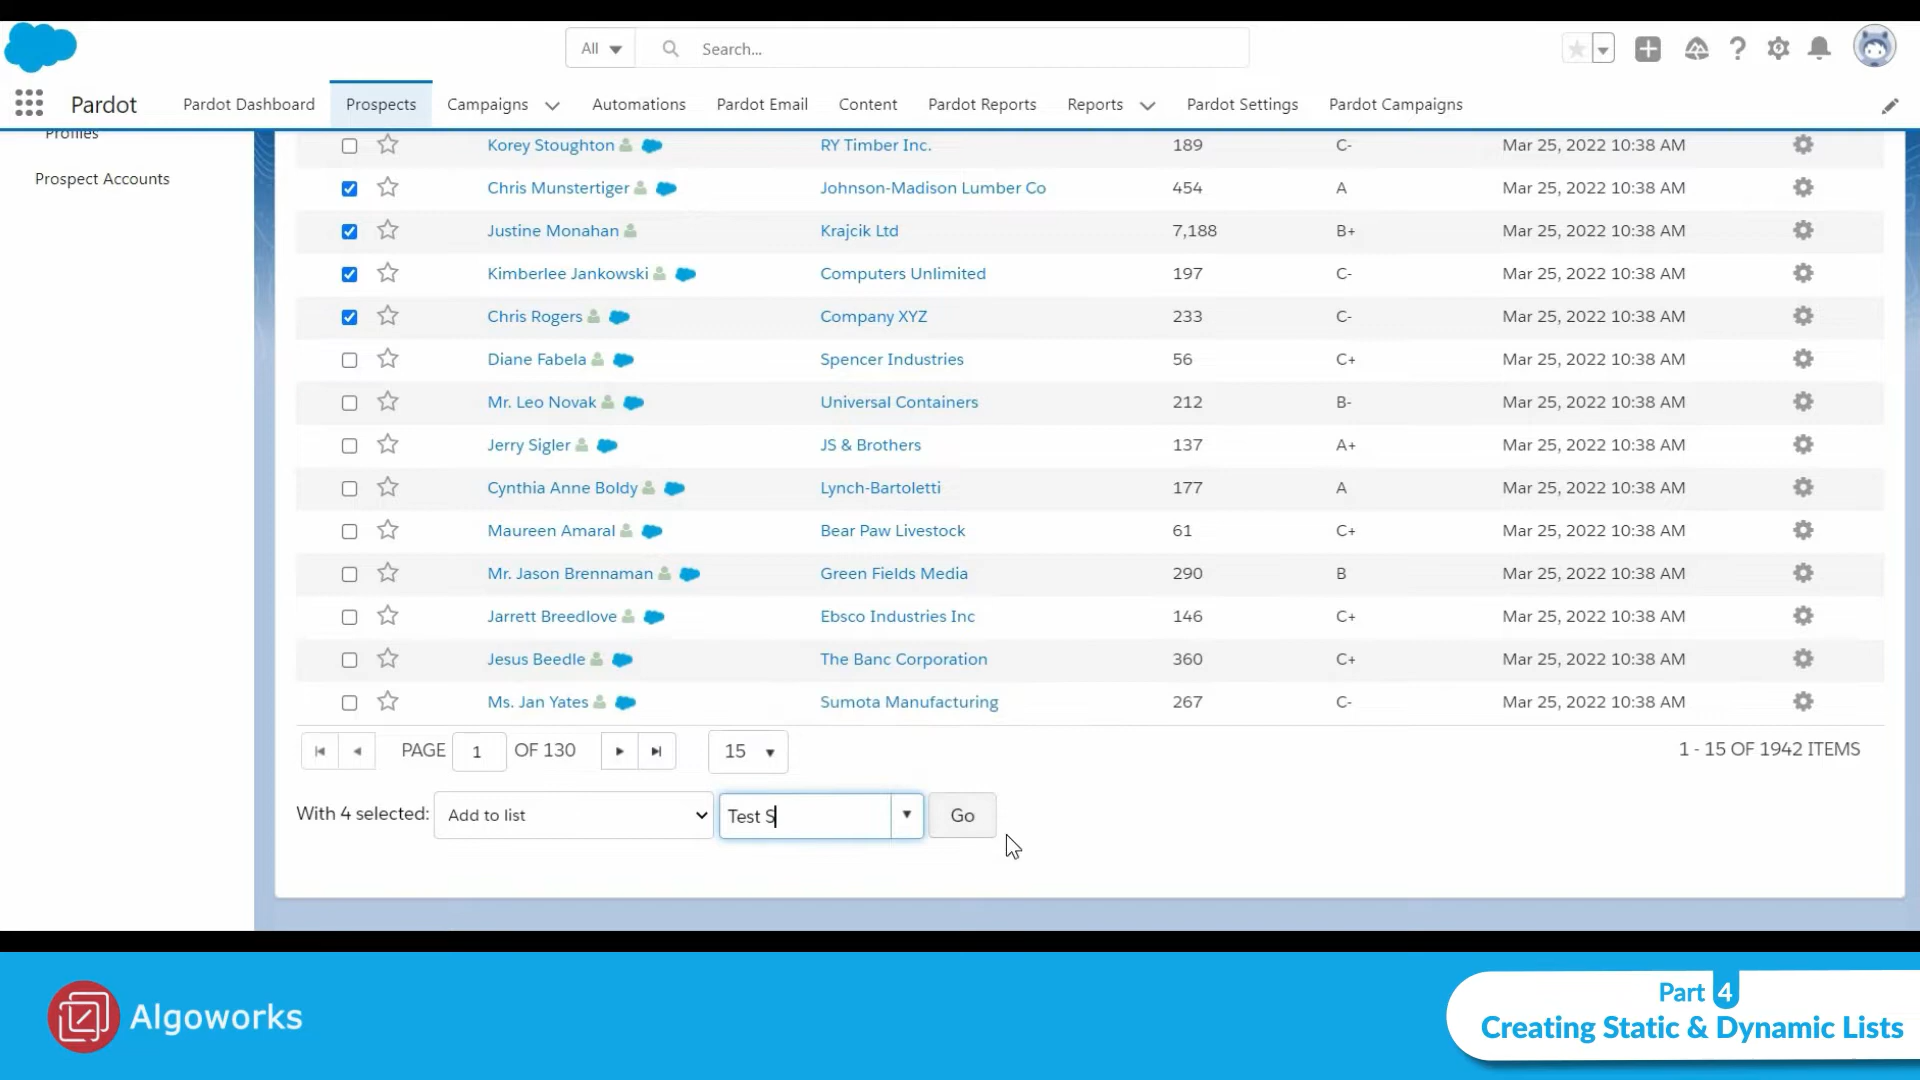 All Search...
Pardot Pardot Dashboard Prospects Campaigns Automations Pardot Email Content Pardot Reports Reports Pardot Settings Pardot Campaigns
Profiles
Prospect Accounts
Korey Stoughton RY Timber Inc. 189 C- Mar 25, 2022 10:38 AM
Chris Munstertiger Johnson-Madison Lumber Co 454 A Mar 25, 2022 10:38 AM
Justine Monahan Krajcik Ltd 7,188 B+ Mar 25, 2022 10:38 AM
Kimberlee Jankowski Computers Unlimited 197 C- Mar 25, 2022 10:38 AM
Chris Rogers Company XYZ 233 C- Mar 25, 2022 10:38 AM
Diane Fabela Spencer Industries 56 C+ Mar 25, 2022 10:38 AM
Mr. Leo Novak Universal Containers 212 B- Mar 25, 2022 10:38 AM
Jerry Sigler JS & Brothers 137 A+ Mar 25, 2022 10:38 AM
Cynthia Anne Boldy Lynch-Bartoletti 177 A Mar 25, 2022 10:38 AM
Maureen Amaral Bear Paw Livestock 61 C+ Mar 25, 2022 10:38 AM
Mr. Jason Brennaman Green Fields Media 290 B Mar 25, 2022 10:38 AM
Jarrett Breedlove Ebsco Industries Inc 146 C+ Mar 25, 2022 10:38 AM
Jesus Beedle The Banc Corporation 360 C+ Mar 25, 2022 10:38 AM
Ms. Jan Yates Sumota Manufacturing 267 C- Mar 25, 2022 10:38 AM
PAGE 1 OF 130 15 1 - 15 OF 1942 ITEMS
With 4 selected: Add to list Test S Go
Algoworks
Part 4
Creating Static & Dynamic Lists